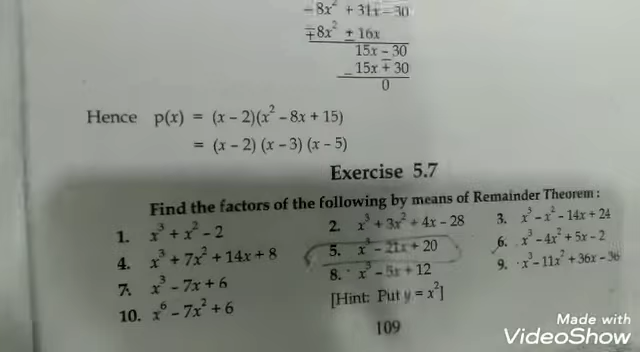 - 8x² + 31x - 30
∓ 8x² ± 16x
15x - 30
- 15x ∓ 30
0
Hence p(x) = (x - 2)(x² - 8x + 15)
= (x - 2) (x - 3) (x - 5)
Exercise 5.7
Find the factors of the following by means of Remainder Theorem :
1. x³ + x² - 2 2. x³ + 3x² + 4x - 28 3. x³ - x² - 14x + 24
4. x³ + 7x² + 14x + 8 5. x³ - 21x + 20 6. x³ - 4x² + 5x - 2
7. x³ - 7x + 6 8. x³ - 5x + 12 9. x³ - 11x² + 36x - 36
10. x⁶ - 7x² + 6 [Hint: Put y = x²]
109
Made with
VideoShow